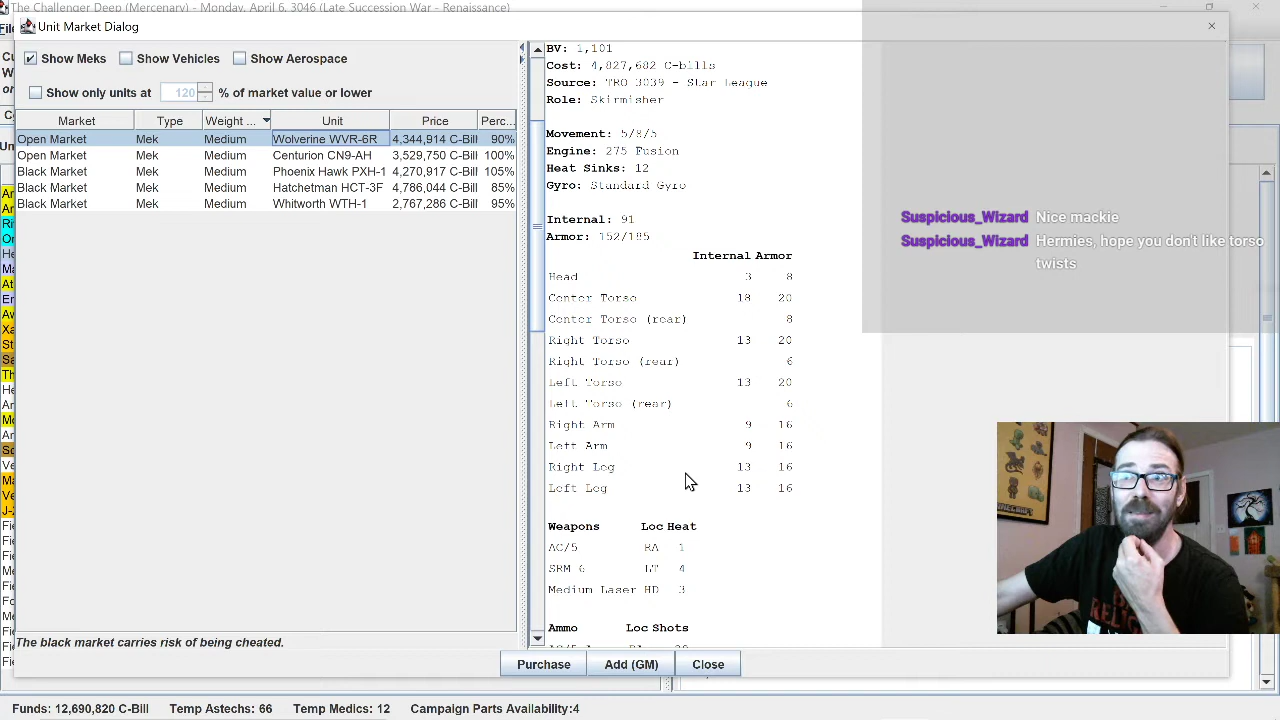 The Challenger Deep (Mercenary) - Monday, April 6, 3046 (Late Succession War - Renaissance)
Unit Market Dialog
Show Meks Show Vehicles Show Aerospace
Show only units at 120 % of market value or lower
Market Type Weight ... Unit Price Perc...
Open Market Mek Medium Wolverine WVR-6R 4,344,914 C-Bill 90%
Open Market Mek Medium Centurion CN9-AH 3,529,750 C-Bill 100%
Black Market Mek Medium Phoenix Hawk PXH-1 4,270,917 C-Bill 105%
Black Market Mek Medium Hatchetman HCT-3F 4,786,044 C-Bill 85%
Black Market Mek Medium Whitworth WTH-1 2,767,286 C-Bill 95%
The black market carries risk of being cheated.
BV: 1,101
Cost: 4,827,682 C-bills
Source: TRO 3039 - Star League
Role: Skirmisher
Movement: 5/8/5
Engine: 275 Fusion
Heat Sinks: 12
Gyro: Standard Gyro
Internal: 91
Armor: 152/185
Internal Armor
Head 3 8
Center Torso 18 20
Center Torso (rear) 8
Right Torso 13 20
Right Torso (rear) 6
Left Torso 13 20
Left Torso (rear) 6
Right Arm 9 16
Left Arm 9 16
Right Leg 13 16
Left Leg 13 16
Weapons Loc Heat
AC/5 RA 1
SRM 6 LT 4
Medium Laser HD 3
Ammo Loc Shots
Suspicious_Wizard Nice mackie
Suspicious_Wizard Hermies, hope you don't like torso
twists
Purchase Add (GM) Close
Funds: 12,690,820 C-Bill Temp Astechs: 66 Temp Medics: 12 Campaign Parts Availability:4